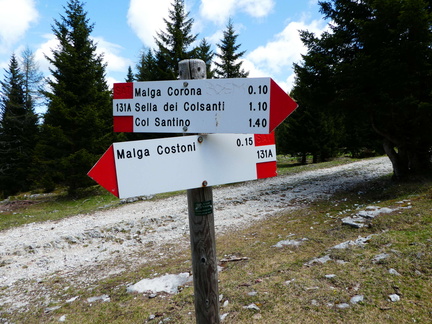 Malga Corona 0.10
131A Sella dei Colsanti 1.10
Col Santino 1.40
Malga Costoni 0.15
131A